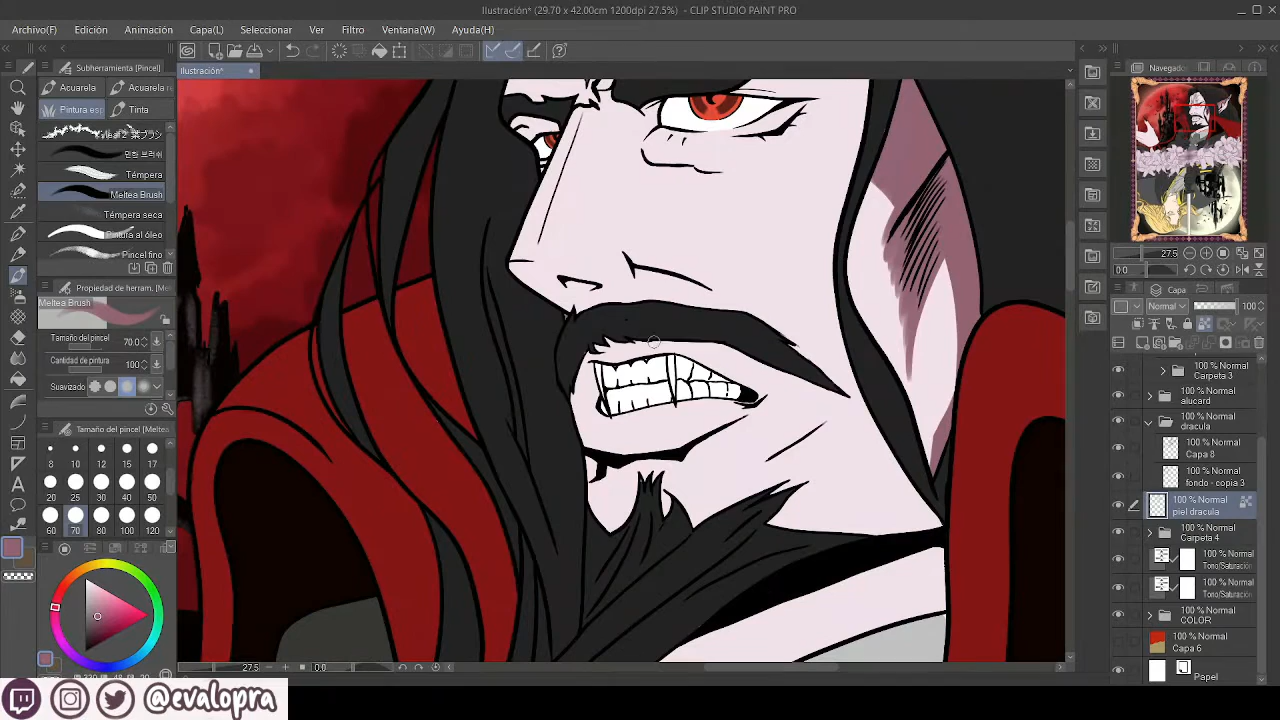 Ilustración* (29.70 x 42.00cm 1200dpi 27.5%) - CLIP STUDIO PAINT PRO
Archivo(F) Edición Animación Capa(L) Seleccionar Ver Filtro Ventana(W) Ayuda(H)
Subherramienta [Pincel] Ilustración* Navegador
Acuarela Acuarela
Pintura es Tinta
Témpera
Meltea Brush
Témpera seca
Pintura al óleo
Pincel fino
27.5
0.0
Propiedad de herram. [Me
Capa
Meltea Brush
Normal 100
Tamaño del pincel 70.0
Cantidad de pintura 100
Suavizado
Carpeta 3
100 % Normal
alucard
100 % Normal
dracula
100 % Normal
Capa 8
100 % Normal
fondo - copia 3
100 % Normal
piel dracula
100 % Normal
Carpeta 4
100 % Normal
Tono/Saturación
100 % Normal
Tono/Saturación
100 % Normal
COLOR
100 % Normal
Capa 6
Papel
Tamaño del pincel [Meltea
8 10 12 15 17
20 25 30 40 50
60 70 80 100 120
27.5 0.0
@evalopra